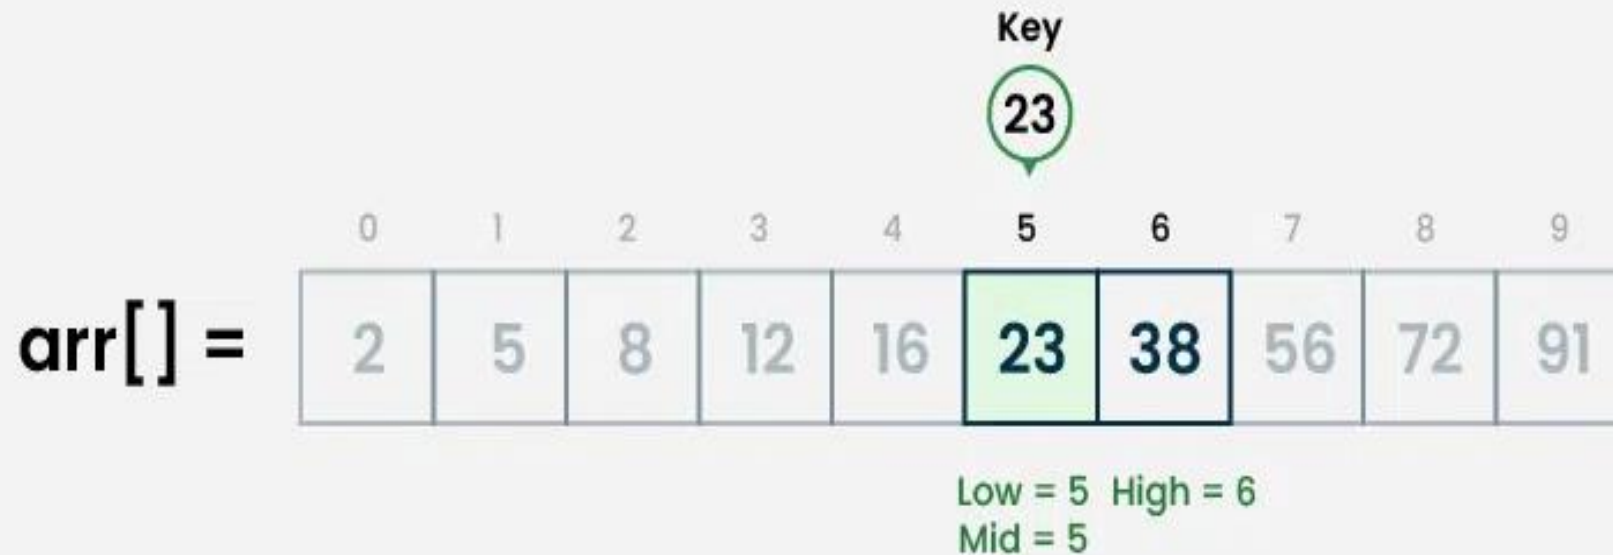 Key
23
0 1 2 3 4 5 6 7 8 9
arr[] = 2 5 8 12 16 23 38 56 72 91
Low = 5 High = 6
Mid = 5